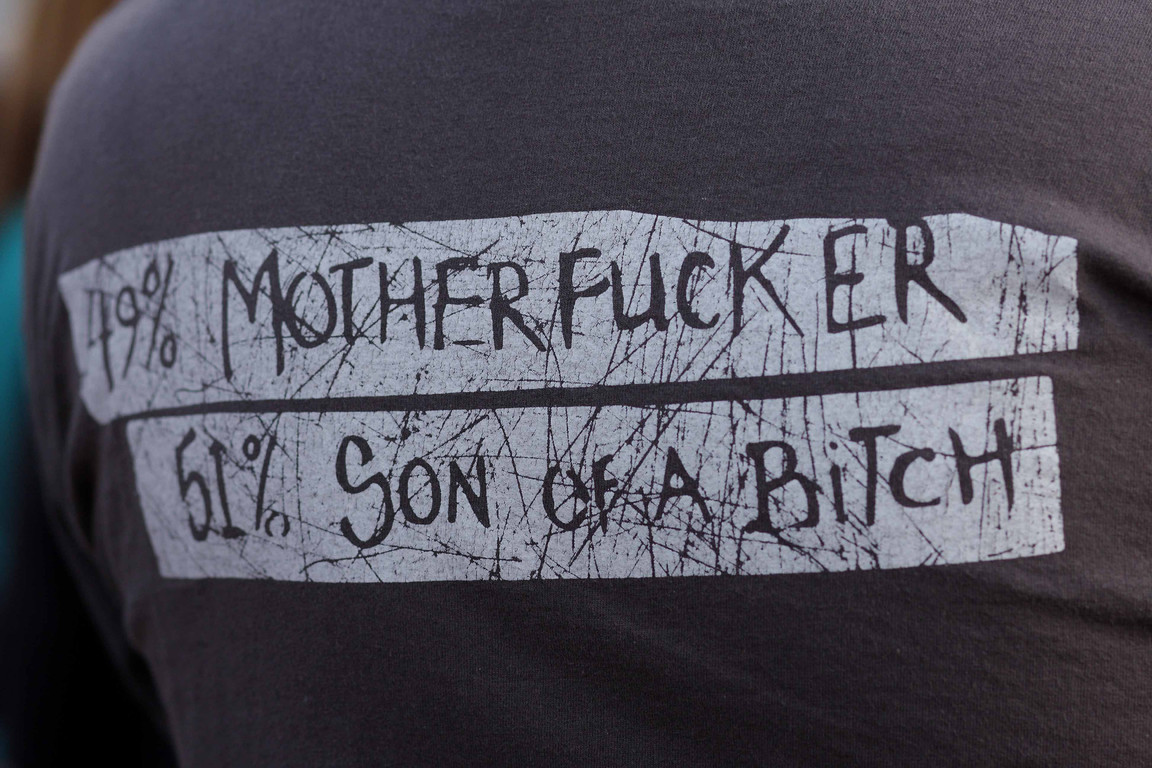 49% MOTHERFUCKER
51% SON OF A BiTCH